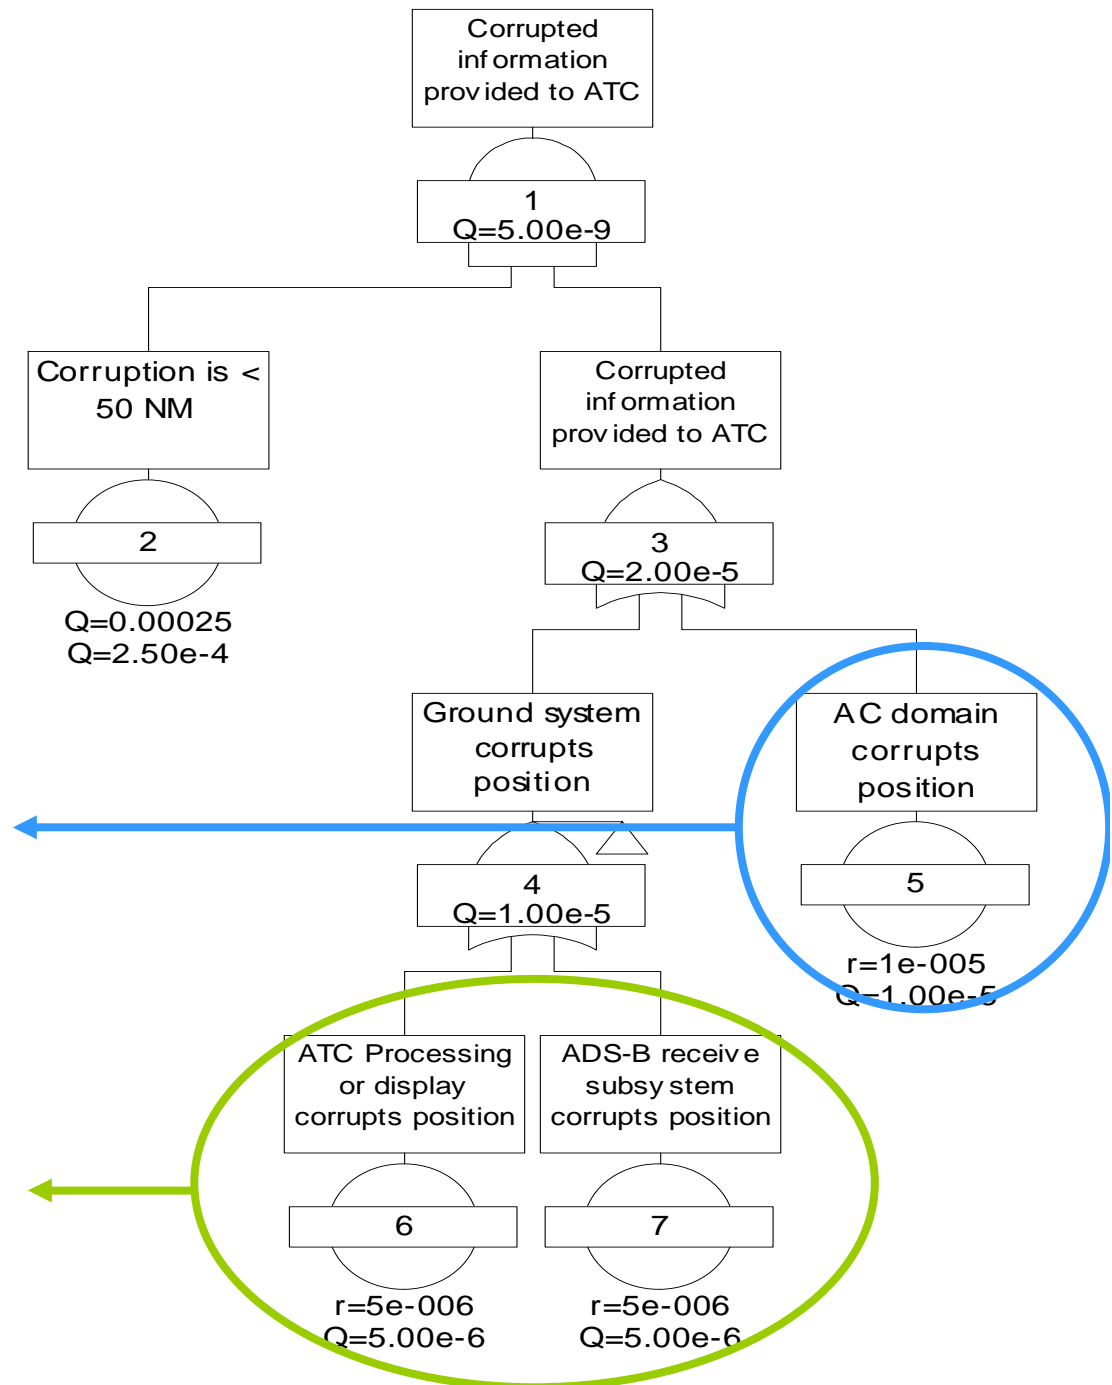 Corrupted
information
provided to ATC
1
Q=5.00e-9
Corruption is <
50 NM
Corrupted
information
provided to ATC
2
3
Q=2.00e-5
Q=0.00025
Q=2.50e-4
Ground system
corrupts
position
AC domain
corrupts
position
4
Q=1.00e-5
5
r=1e-005
Q=1.00e-5
ATC Processing
or display
corrupts position
ADS-B receive
subsystem
corrupts position
6
7
r=5e-006
Q=5.00e-6
r=5e-006
Q=5.00e-6